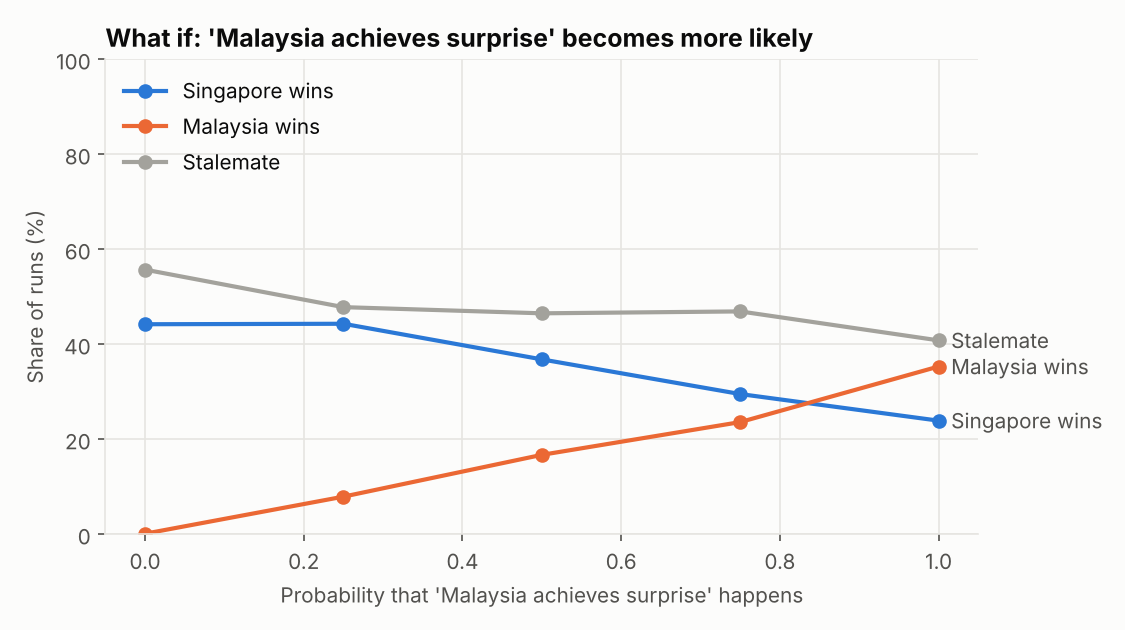 What if: 'Malaysia achieves surprise' becomes more likely
100
80
60
40
20
0
Share of runs (%)
Singapore wins
Malaysia wins
Stalemate
Stalemate
Malaysia wins
Singapore wins
0.0 0.2 0.4 0.6 0.8 1.0
Probability that 'Malaysia achieves surprise' happens